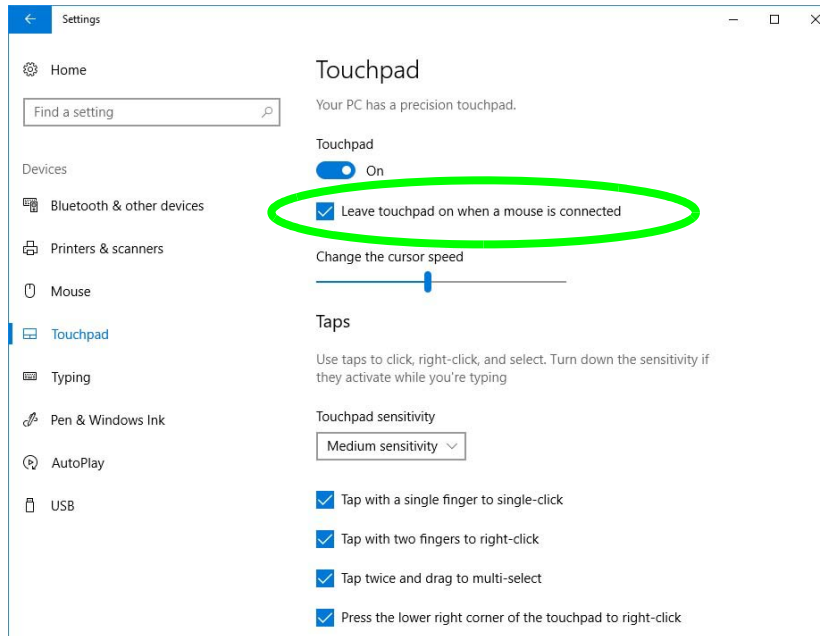 Settings
Home
Find a setting
Devices
Bluetooth & other devices
Printers & scanners
Mouse
Touchpad
Typing
Pen & Windows Ink
AutoPlay
USB
Touchpad
Your PC has a precision touchpad.
Touchpad
On
Leave touchpad on when a mouse is connected
Change the cursor speed
Taps
Use taps to click, right-click, and select. Turn down the sensitivity if
they activate while you're typing
Touchpad sensitivity
Medium sensitivity
Tap with a single finger to single-click
Tap with two fingers to right-click
Tap twice and drag to multi-select
Press the lower right corner of the touchpad to right-click